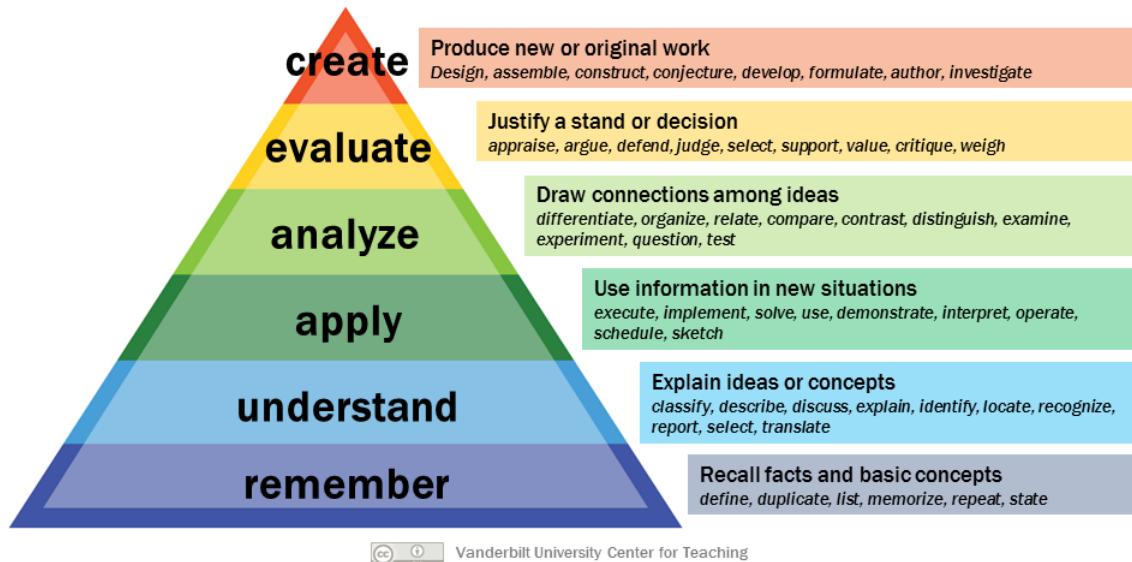 create
Produce new or original work
Design, assemble, construct, conjecture, develop, formulate, author, investigate
evaluate
Justify a stand or decision
appraise, argue, defend, judge, select, support, value, critique, weigh
analyze
Draw connections among ideas
differentiate, organize, relate, compare, contrast, distinguish, examine,
experiment, question, test
apply
Use information in new situations
execute, implement, solve, use, demonstrate, interpret, operate,
schedule, sketch
understand
Explain ideas or concepts
classify, describe, discuss, explain, identify, locate, recognize,
report, select, translate
remember
Recall facts and basic concepts
define, duplicate, list, memorize, repeat, state
cc Vanderbilt University Center for Teaching